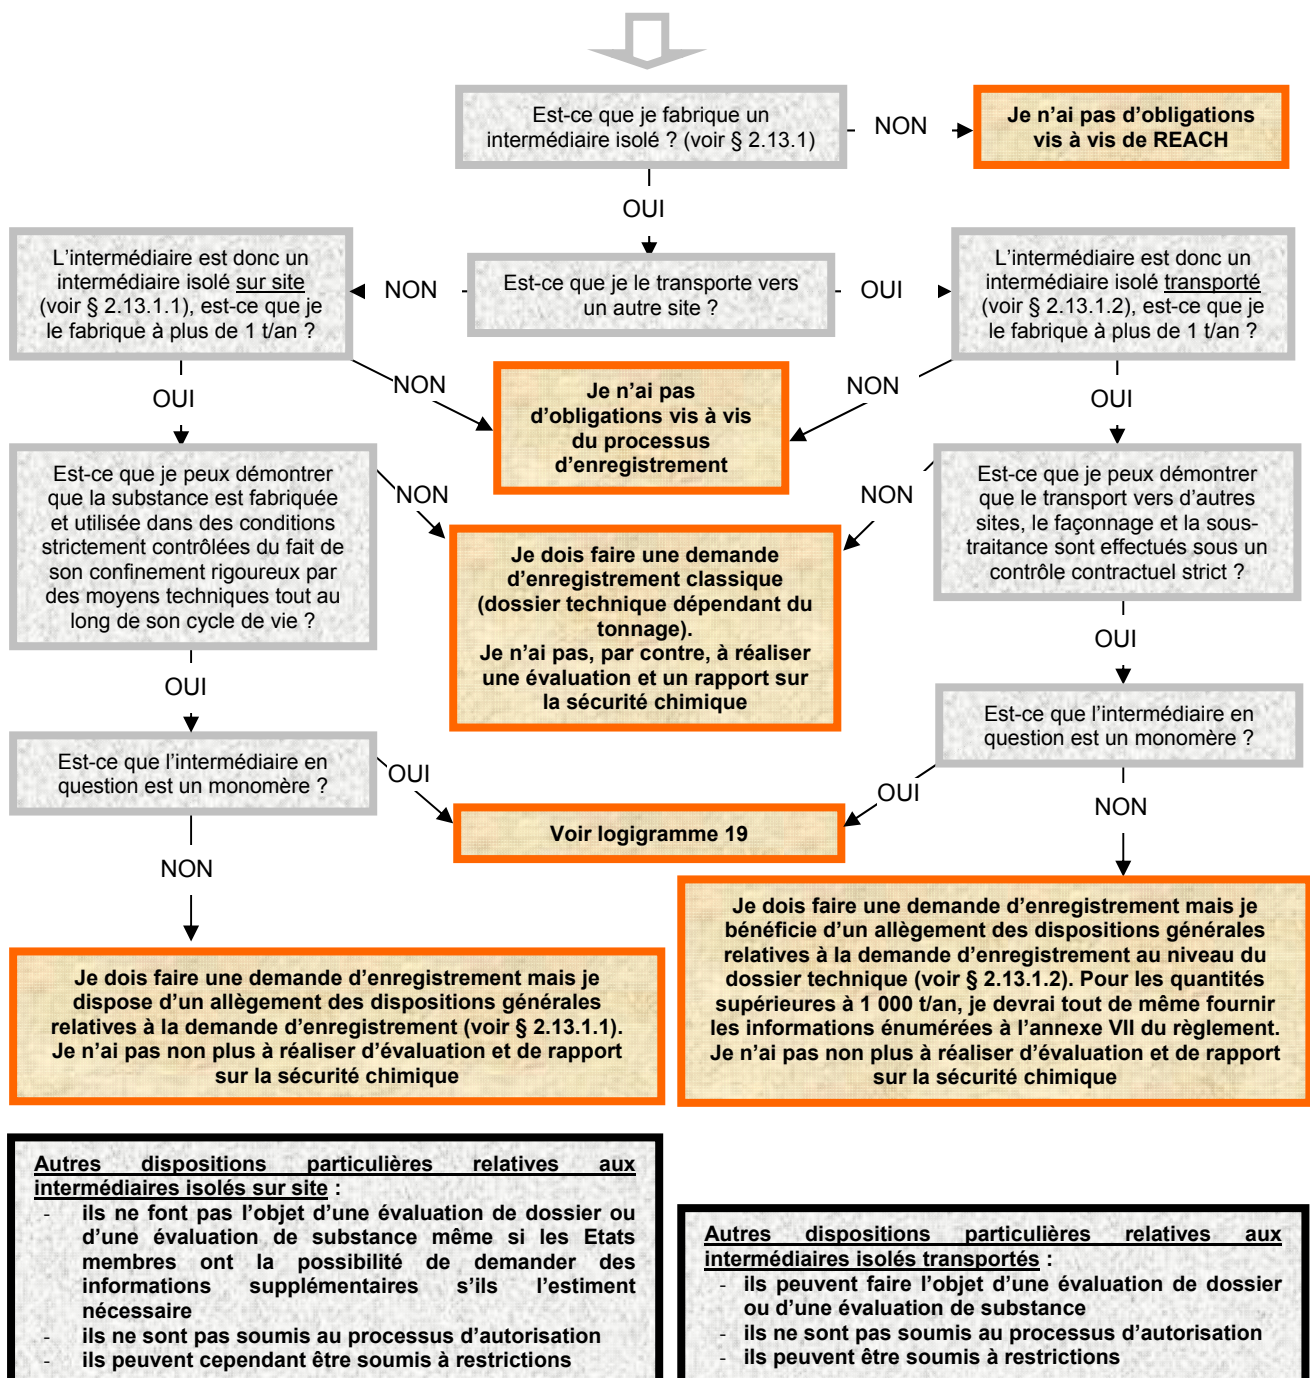 Est-ce que je fabrique un
intermédiaire isolé ? (voir § 2.13.1)
NON
Je n’ai pas d’obligations
vis à vis de REACH
OUI
L’intermédiaire est donc un
intermédiaire isolé sur site
(voir § 2.13.1.1), est-ce que je
le fabrique à plus de 1 t/an ?
NON
Est-ce que je le transporte vers
un autre site ?
OUI
L’intermédiaire est donc un
intermédiaire isolé transporté
(voir § 2.13.1.2), est-ce que je
le fabrique à plus de 1 t/an ?
OUI
NON
Je n’ai pas
d’obligations vis à vis
du processus
d’enregistrement
NON
OUI
Est-ce que je peux démontrer
que la substance est fabriquée
et utilisée dans des conditions
strictement contrôlées du fait de
son confinement rigoureux par
des moyens techniques tout au
long de son cycle de vie ?
NON
Je dois faire une demande
d’enregistrement classique
(dossier technique dépendant du
tonnage).
Je n’ai pas, par contre, à réaliser
une évaluation et un rapport sur
la sécurité chimique
NON
Est-ce que je peux démontrer
que le transport vers d’autres
sites, le façonnage et la sous-
traitance sont effectués sous un
contrôle contractuel strict ?
OUI
OUI
Est-ce que l’intermédiaire en
question est un monomère ?
OUI
Voir logigramme 19
OUI
Est-ce que l’intermédiaire en
question est un monomère ?
NON
NON
Je dois faire une demande d’enregistrement mais je
dispose d’un allègement des dispositions générales
relatives à la demande d’enregistrement (voir § 2.13.1.1).
Je n’ai pas non plus à réaliser d’évaluation et de rapport
sur la sécurité chimique
Je dois faire une demande d’enregistrement mais je
bénéficie d’un allègement des dispositions générales
relatives à la demande d’enregistrement au niveau du
dossier technique (voir § 2.13.1.2). Pour les quantités
supérieures à 1 000 t/an, je devrai tout de même fournir
les informations énumérées à l’annexe VII du règlement.
Je n’ai pas non plus à réaliser d’évaluation et de rapport
sur la sécurité chimique
Autres dispositions particulières relatives aux
intermédiaires isolés sur site :
- ils ne font pas l’objet d’une évaluation de dossier ou
d’une évaluation de substance même si les Etats
membres ont la possibilité de demander des
informations supplémentaires s’ils l’estiment
nécessaire
- ils ne sont pas soumis au processus d’autorisation
- ils peuvent cependant être soumis à restrictions
Autres dispositions particulières relatives aux
intermédiaires isolés transportés :
- ils peuvent faire l’objet d’une évaluation de dossier
ou d’une évaluation de substance
- ils ne sont pas soumis au processus d’autorisation
- ils peuvent être soumis à restrictions